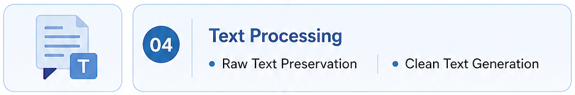 T
04
Text Processing
Raw Text Preservation
Clean Text Generation